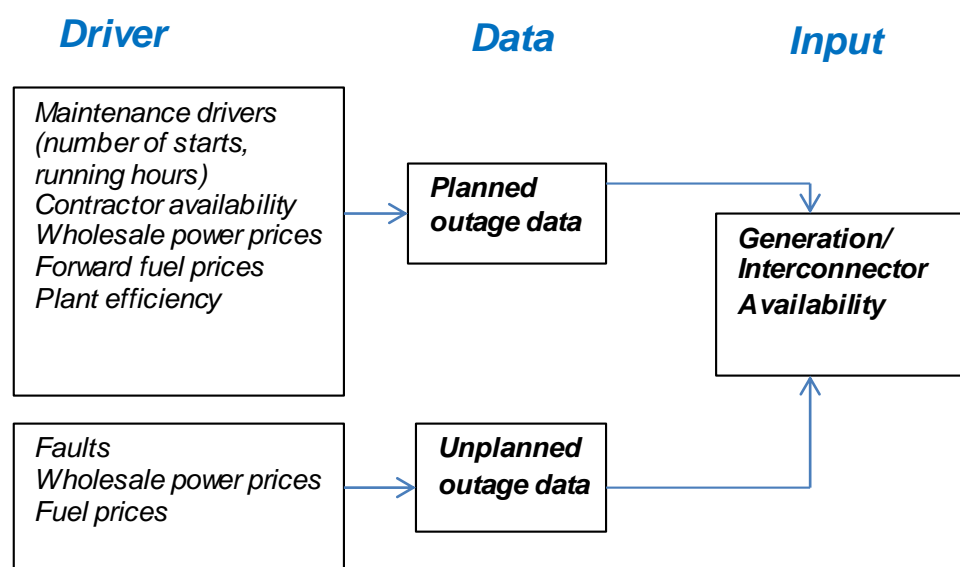 Driver
Data
Input
Maintenance drivers
(number of starts,
running hours)
Contractor availability
Wholesale power prices
Forward fuel prices
Plant efficiency
Planned
outage data
Generation/
Interconnector
Availability
Faults
Wholesale power prices
Fuel prices
Unplanned
outage data